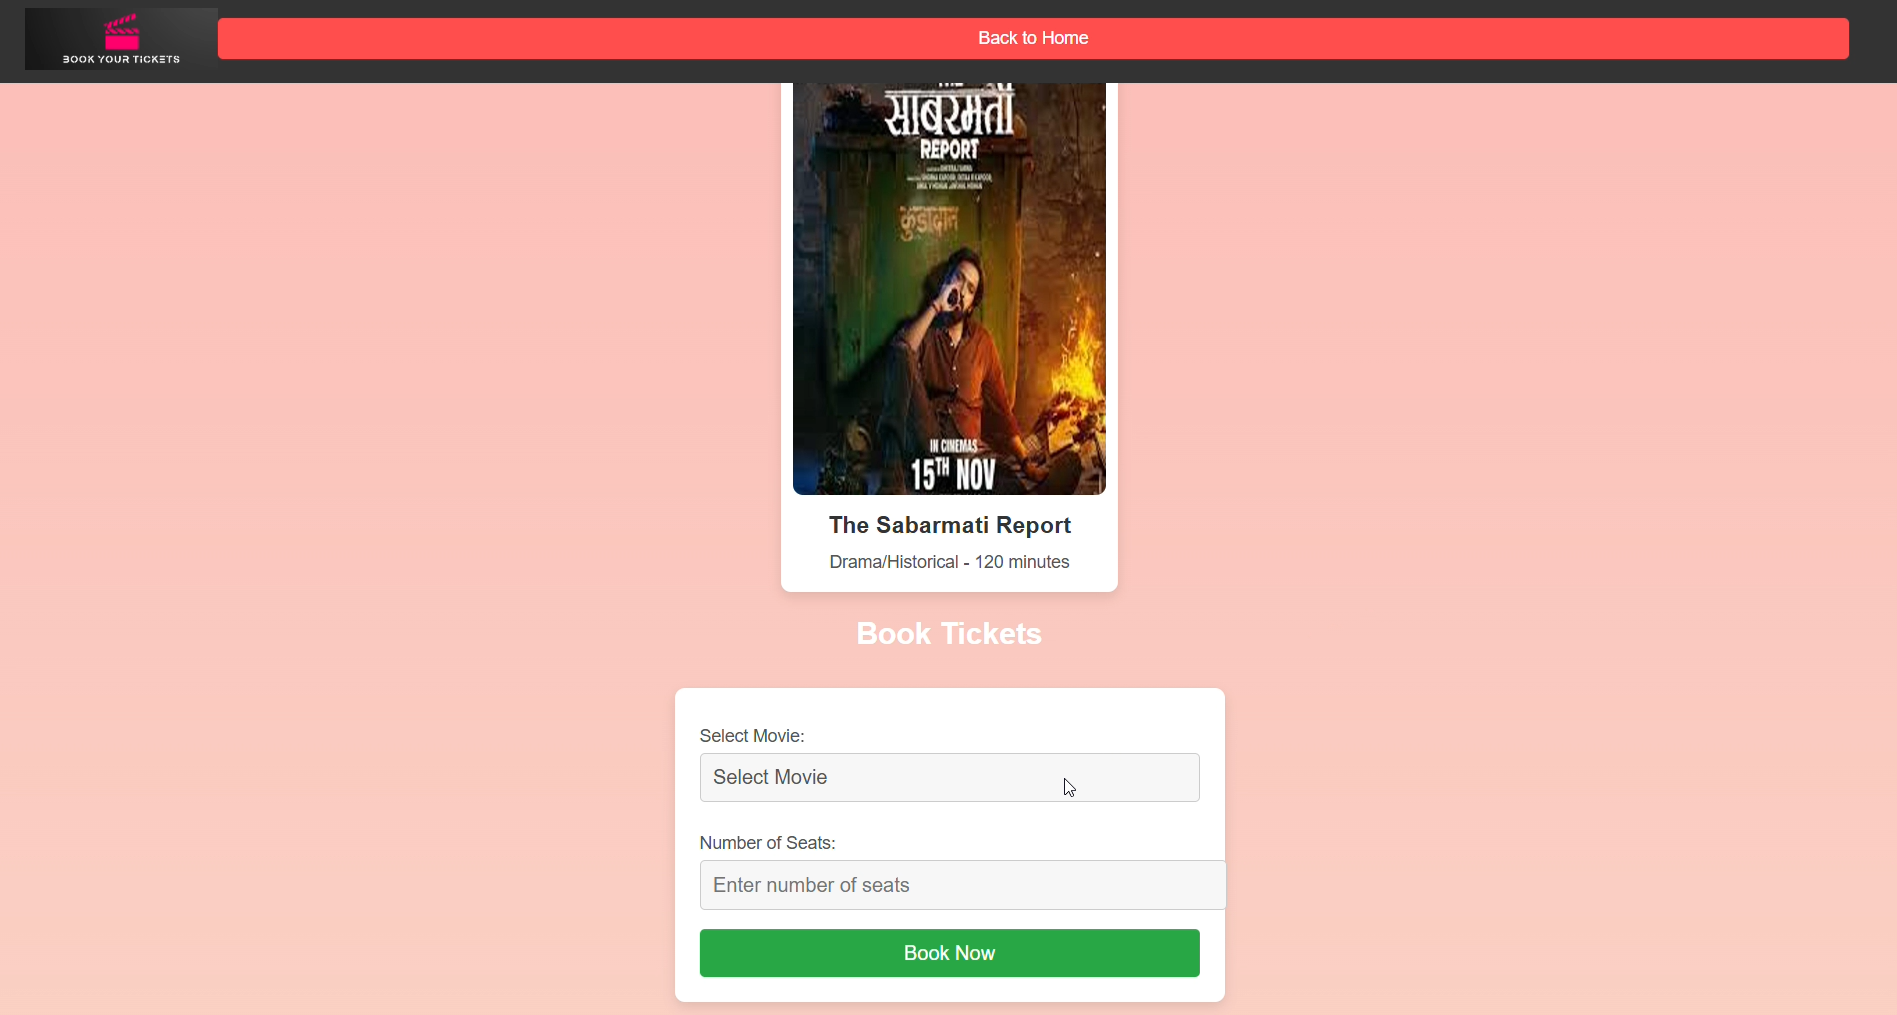 BOOK YOUR TICKETS
Back to Home
साबरमती
REPORT
कुडादान
IN CINEMAS
15TH NOV
The Sabarmati Report
Drama/Historical - 120 minutes
Book Tickets
Select Movie:
Select Movie
Number of Seats:
Enter number of seats
Book Now